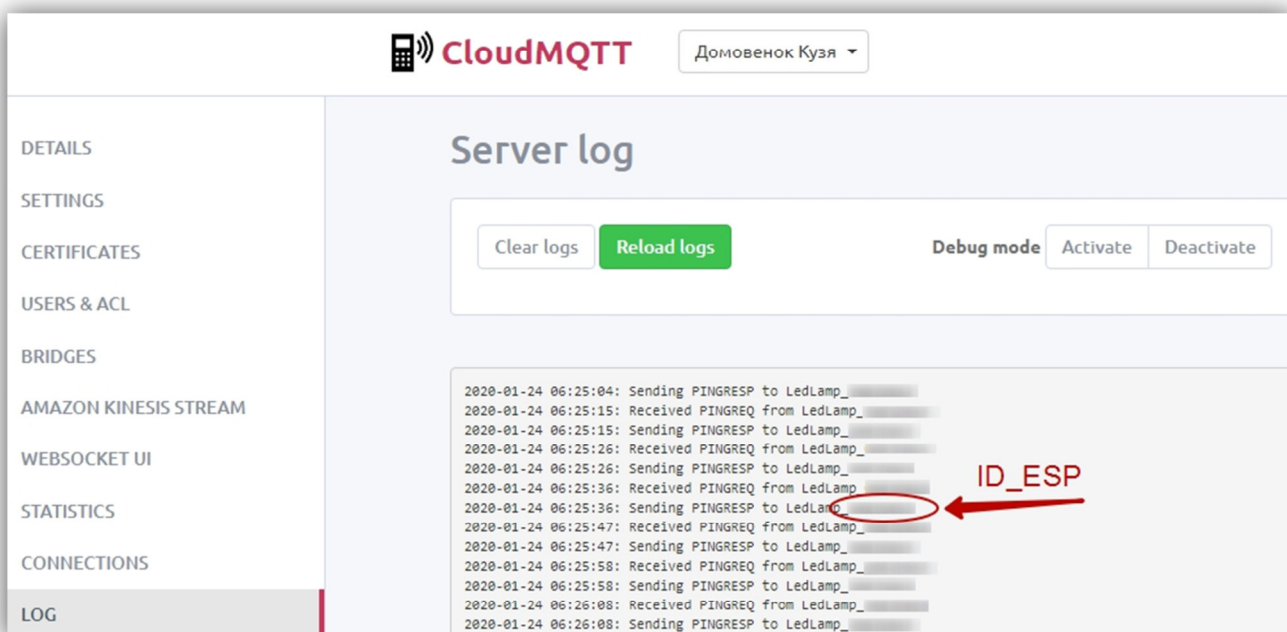 CloudMQTT
Домовенок Кузя
DETAILS
SETTINGS
CERTIFICATES
USERS & ACL
BRIDGES
AMAZON KINESIS STREAM
WEBSOCKET UI
STATISTICS
CONNECTIONS
LOG
Server log
Clear logs Reload logs Debug mode Activate Deactivate
2020-01-24 06:25:04: Sending PINGRESP to LedLamp_
2020-01-24 06:25:15: Received PINGREQ from LedLamp_
2020-01-24 06:25:15: Sending PINGRESP to LedLamp_
2020-01-24 06:25:26: Received PINGREQ from LedLamp_
2020-01-24 06:25:26: Sending PINGRESP to LedLamp_
2020-01-24 06:25:36: Received PINGREQ from LedLamp_
2020-01-24 06:25:36: Sending PINGRESP to LedLamp_
2020-01-24 06:25:47: Received PINGREQ from LedLamp_
2020-01-24 06:25:47: Sending PINGRESP to LedLamp_
2020-01-24 06:25:58: Received PINGREQ from LedLamp_
2020-01-24 06:25:58: Sending PINGRESP to LedLamp_
2020-01-24 06:26:08: Received PINGREQ from LedLamp_
2020-01-24 06:26:08: Sending PINGRESP to LedLamp_
ID_ESP